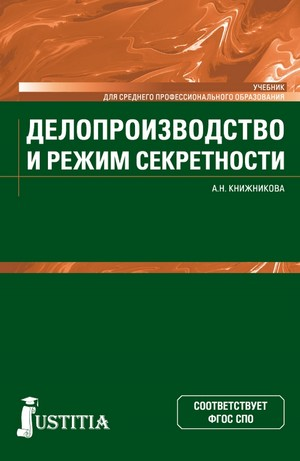 УЧЕБНИК
ДЛЯ СРЕДНЕГО ПРОФЕССИОНАЛЬНОГО ОБРАЗОВАНИЯ
ДЕЛОПРОИЗВОДСТВО
И РЕЖИМ СЕКРЕТНОСТИ
А.Н. КНИЖНИКОВА
JUSTITIA
СООТВЕТСТВУЕТ
ФГОС СПО